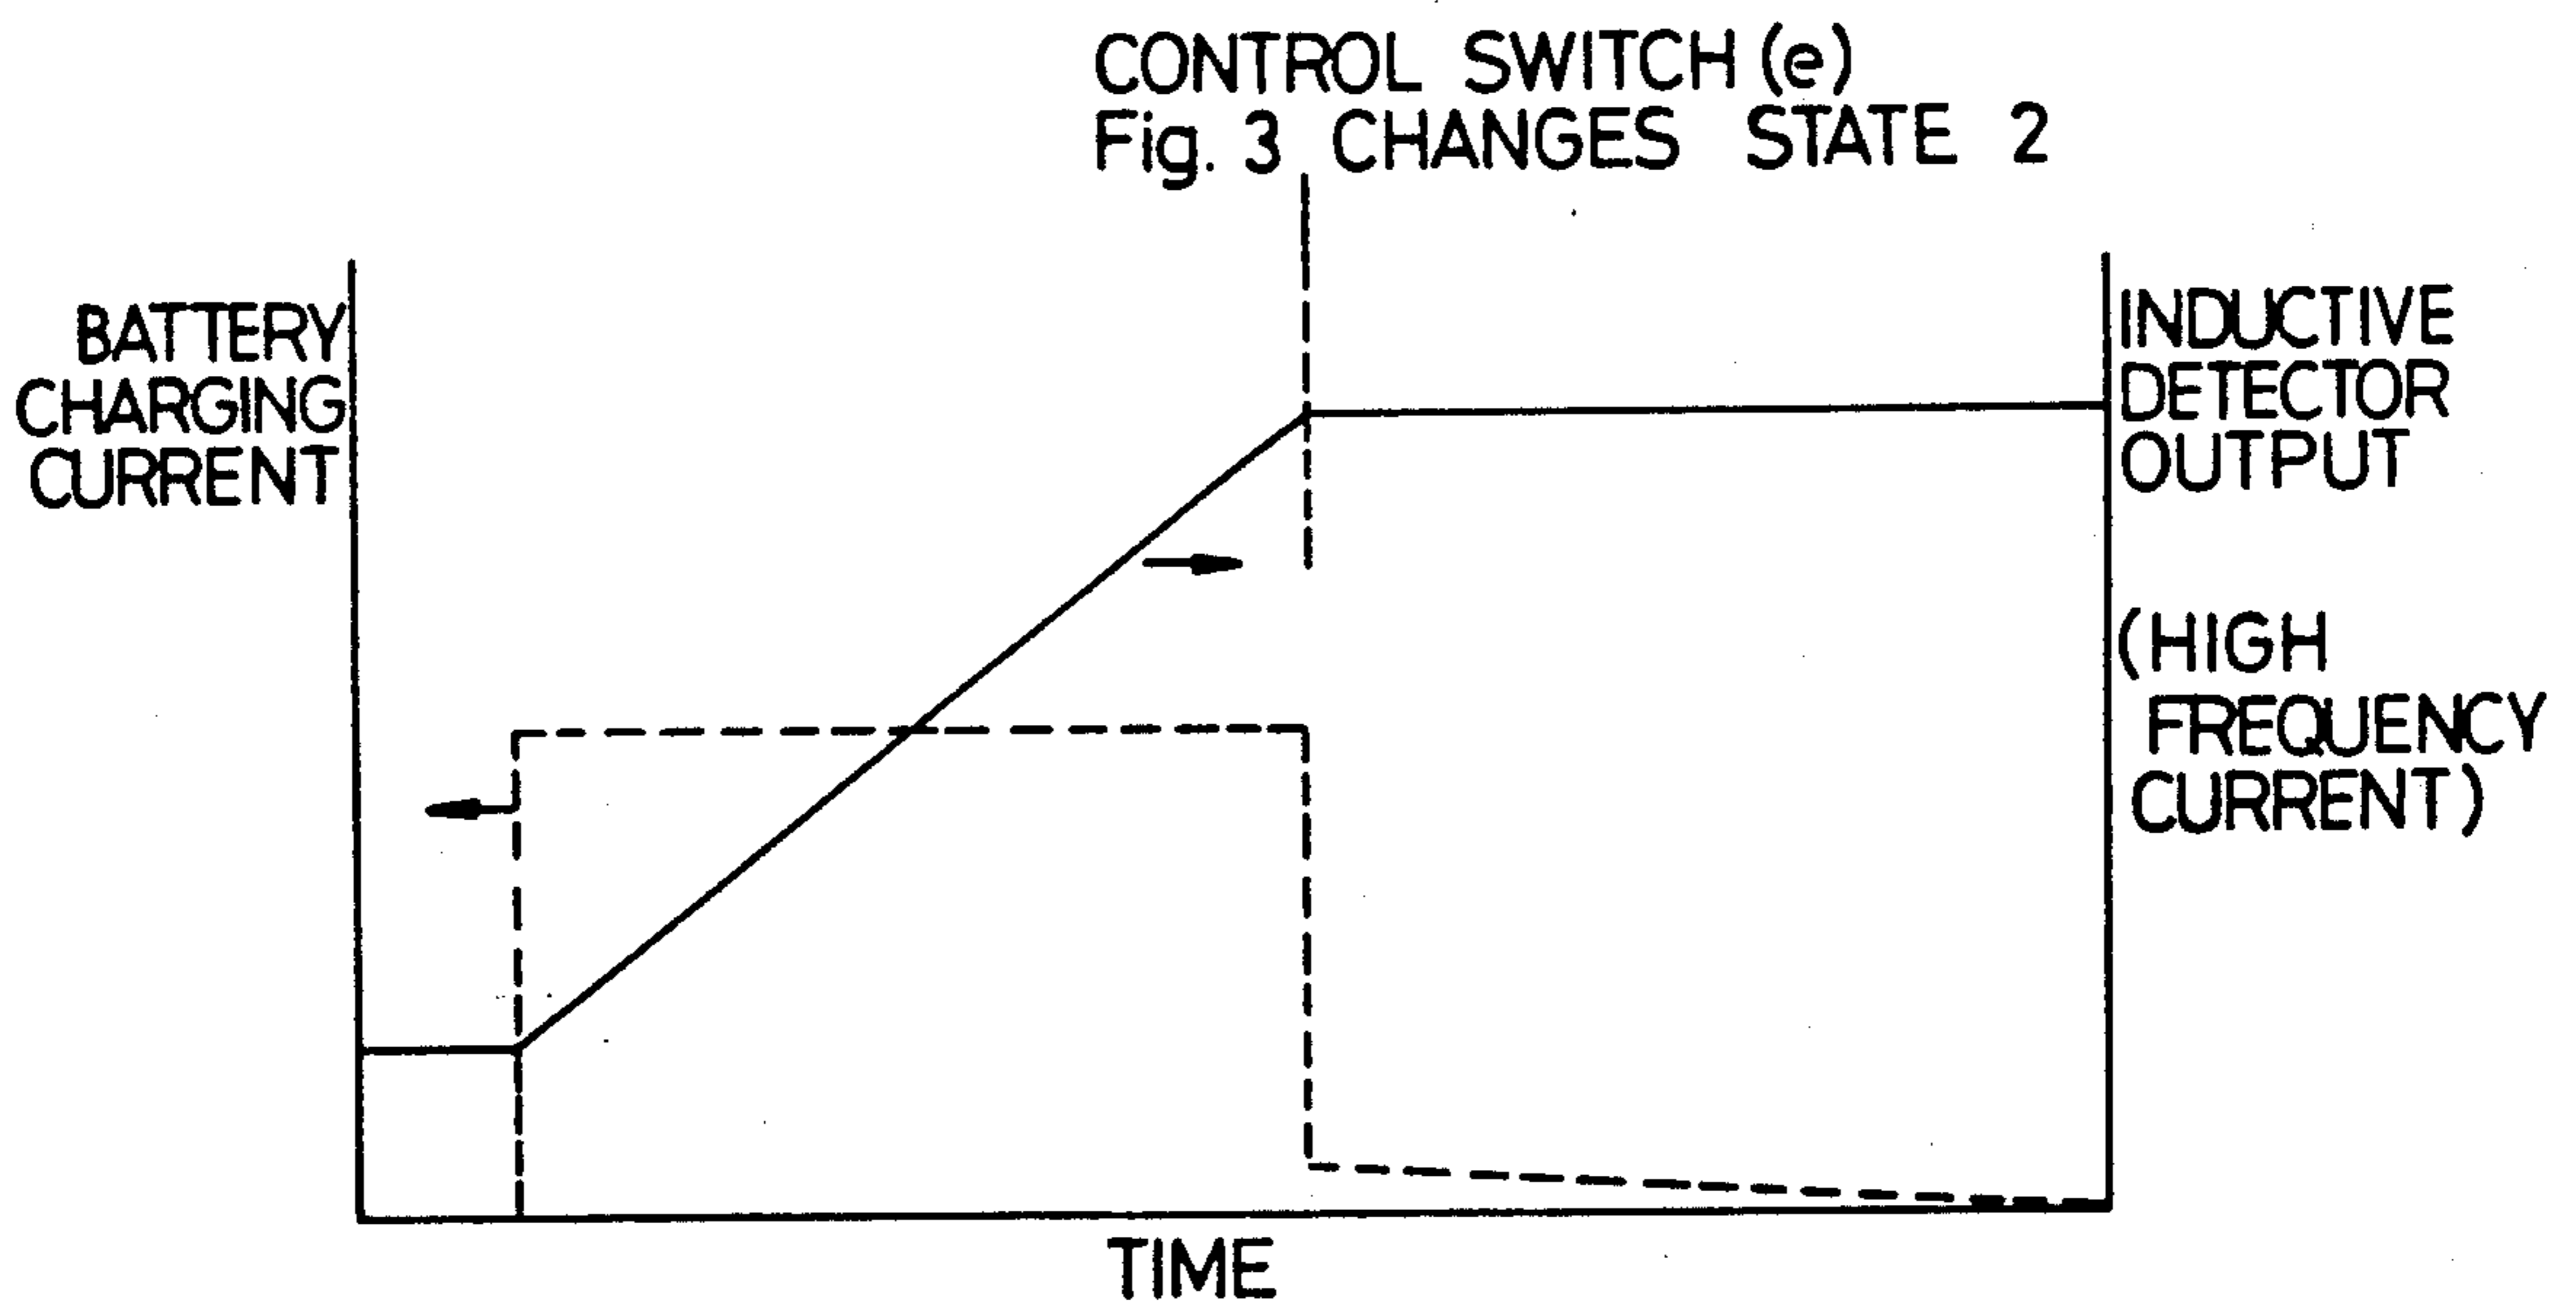 CONTROL SWITCH (e)
Fig. 3 CHANGES STATE 2
BATTERY
CHARGING
CURRENT
INDUCTIVE
DETECTOR
OUTPUT
(HIGH
FREQUENCY
CURRENT)
TIME